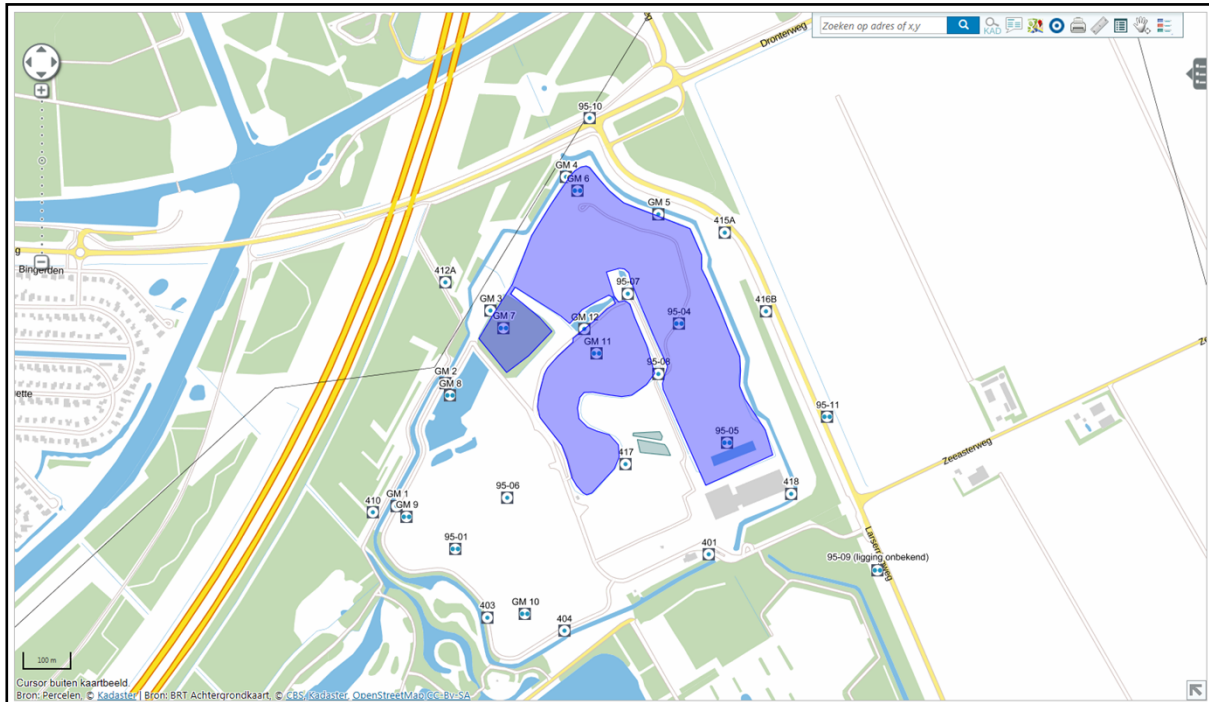 Zoeken op adres of x,y
KAD
Dronterweg
95-10
GM 4
GM 6
GM 5
415A
g
Bingerden
412A
95-07
GM 3
416B
GM 7
GM 12
95-04
GM 11
GM 2
95-08
GM 8
ette
95-11
95-05
Zeeasterweg
417
418
95-06
GM 1
410
GM 9
95-01
401
95-09 (ligging onbekend)
403
GM 10
404
100 m
Cursor buiten kaartbeeld.
Bron: Percelen, © Kadaster | Bron: BRT Achtergrondkaart, © CBS, Kadaster, OpenStreetMap CC-By-SA